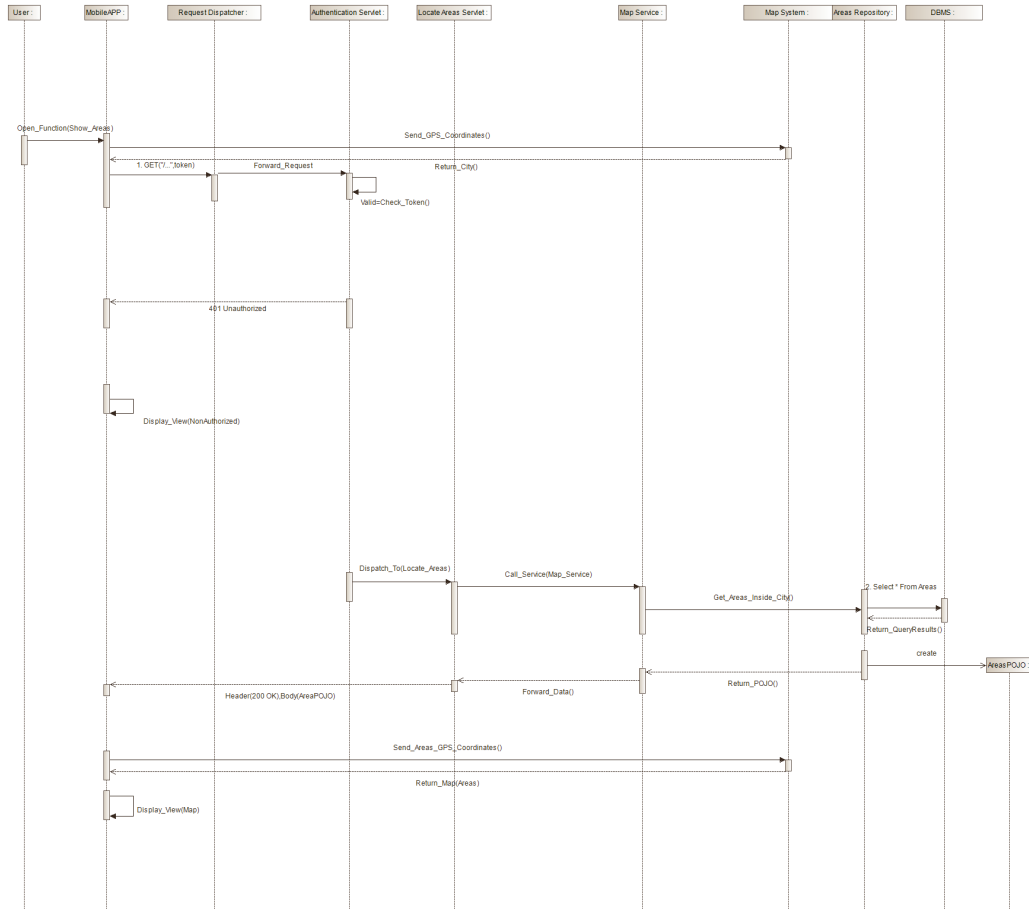 User :
MobileAPP :
Request Dispatcher :
Authentication Servlet :
Locate Areas Servlet :
Map Service :
Map System :
Areas Repository :
DBMS :
Open_Function(Show_Areas)
Send_GPS_Coordinates()
Return_City()
1. GET("/...",token)
Forward_Request
Valid=Check_Token()
401 Unauthorized
Display_View(NonAuthorized)
Dispatch_To(Locate_Areas)
Call_Service(Map_Service)
Get_Areas_Inside_City()
2. Select * From Areas
Return_QueryResults()
create
Areas POJO :
Return_POJO()
Forward_Data()
Header(200 OK),Body(AreaPOJO)
Send_Areas_GPS_Coordinates()
Return_Map(Areas)
Display_View(Map)